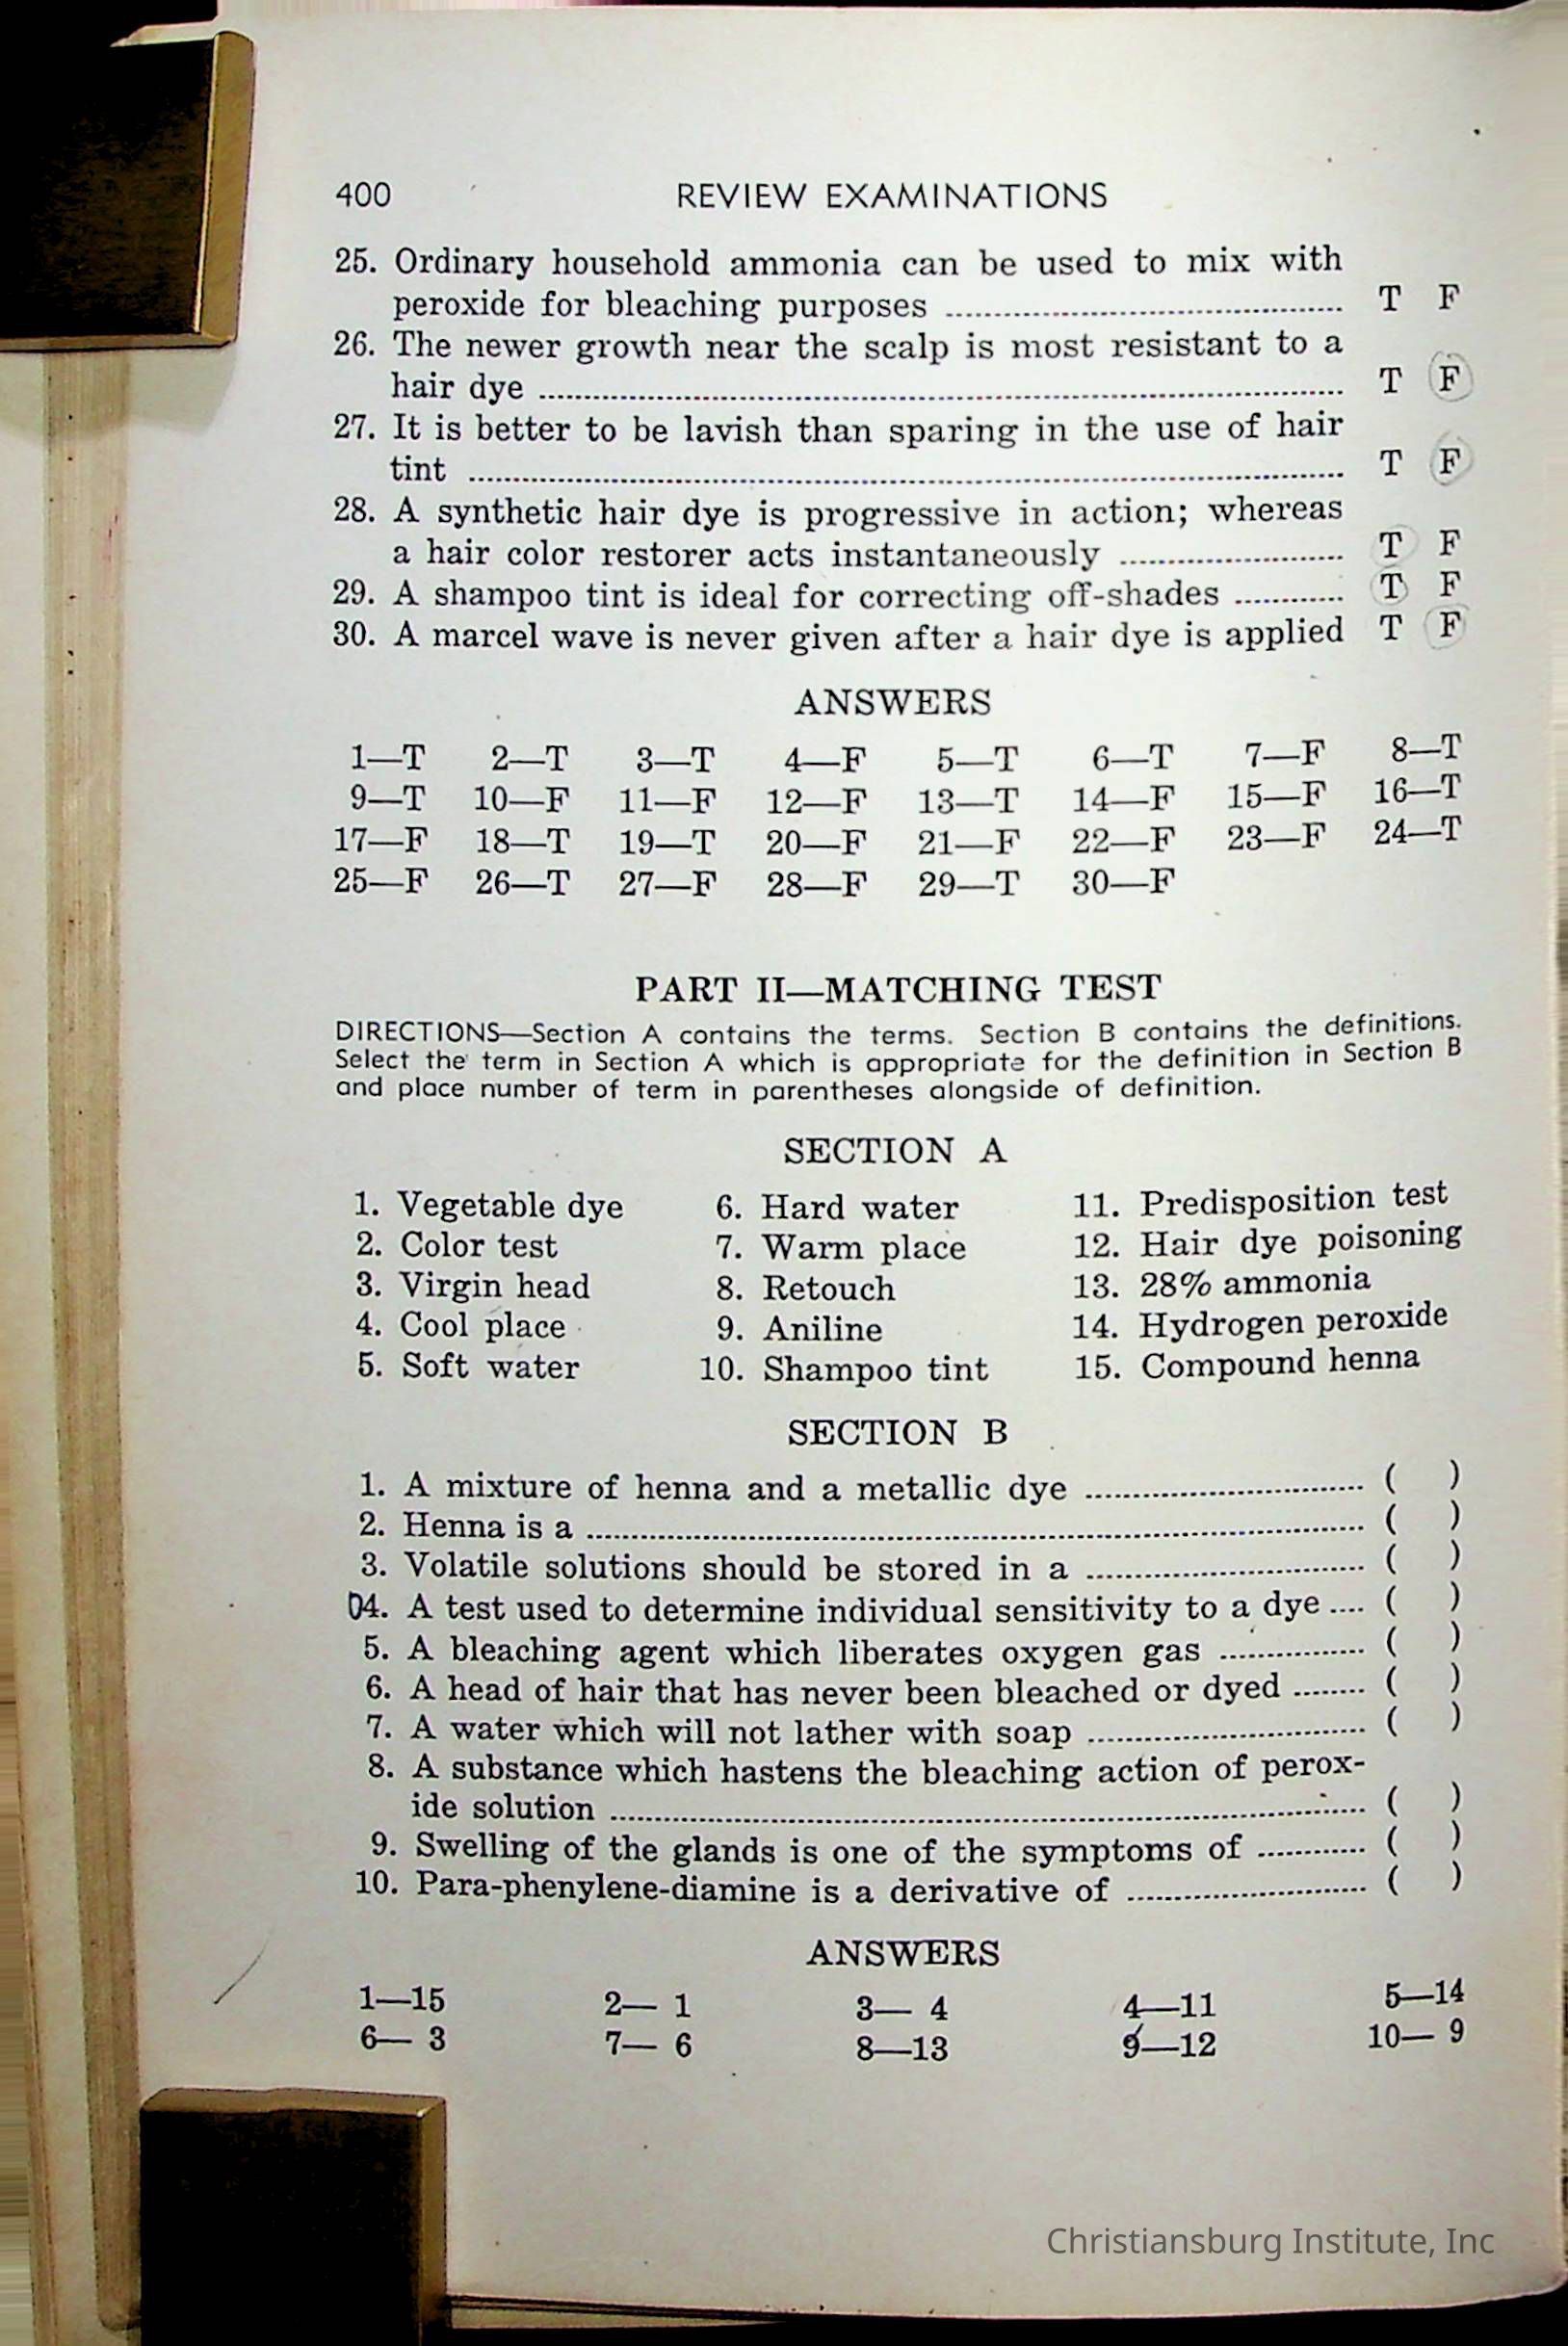 400 REVIEW EXAMINATIONS
25. Ordinary household ammonia can be used to mix with
peroxide for bleaching purposes T F
26. The newer growth near the scalp is most resistant to a
hair dye T F
27. It is better to be lavish than sparing in the use of hair
tint T F
28. A synthetic hair dye is progressive in action; whereas
a hair color restorer acts instantaneously T F
29. A shampoo tint is ideal for correcting off-shades T F
30. A marcel wave is never given after a hair dye is applied T F
ANSWERS
1—T 2—T 3—T 4—F 5—T 6—T 7—F 8—T
9—T 10—F 11—F 12—F 13—T 14—F 15—F 16—T
17—F 18—T 19—T 20—F 21—F 22—F 23—F 24—T
25—F 26—T 27—F 28—F 29—T 30—F
PART II—MATCHING TEST
DIRECTIONS—Section A contains the terms. Section B contains the definitions.
Select the term in Section A which is appropriate for the definition in Section B
and place number of term in parentheses alongside of definition.
SECTION A
1. Vegetable dye 6. Hard water 11. Predisposition test
2. Color test 7. Warm place 12. Hair dye poisoning
3. Virgin head 8. Retouch 13. 28% ammonia
4. Cool place 9. Aniline 14. Hydrogen peroxide
5. Soft water 10. Shampoo tint 15. Compound henna
SECTION B
1. A mixture of henna and a metallic dye ( )
2. Henna is a ( )
3. Volatile solutions should be stored in a ( )
04. A test used to determine individual sensitivity to a dye ( )
5. A bleaching agent which liberates oxygen gas ( )
6. A head of hair that has never been bleached or dyed ( )
7. A water which will not lather with soap ( )
8. A substance which hastens the bleaching action of perox-
ide solution ( )
9. Swelling of the glands is one of the symptoms of ( )
10. Para-phenylene-diamine is a derivative of ( )
ANSWERS
1—15 2— 1 3— 4 4—11 5—14
6— 3 7— 6 8—13 9—12 10— 9
Christiansburg Institute, Inc